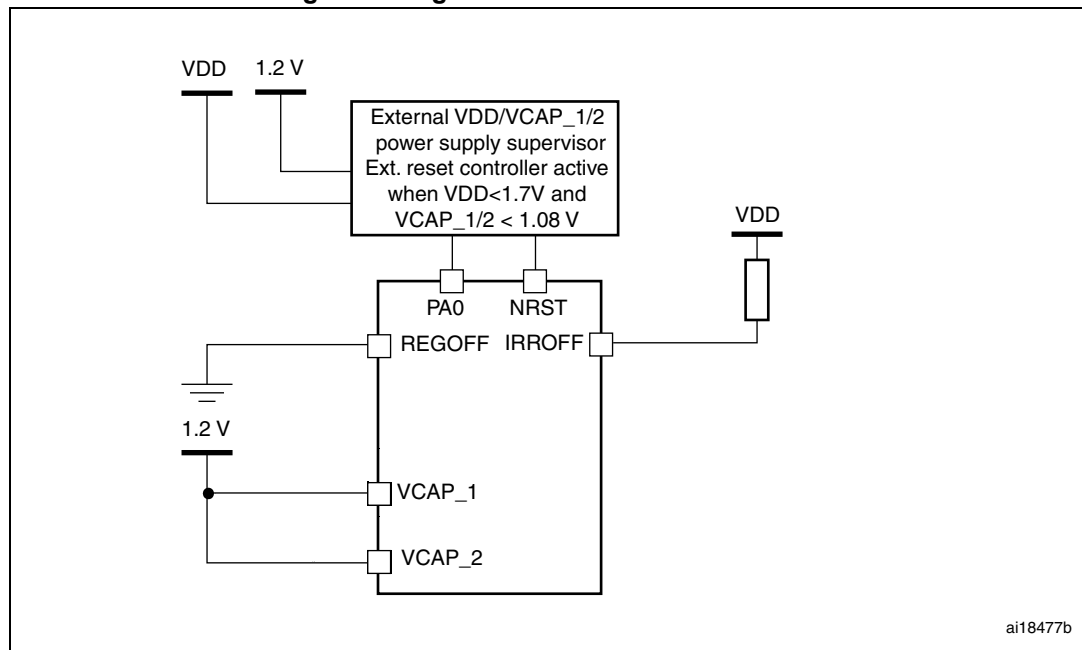 VDD 1.2 V
External VDD/VCAP_1/2
power supply supervisor
Ext. reset controller active
when VDD<1.7V and
VCAP_1/2 < 1.08 V
VDD
PA0 NRST
REGOFF IRROFF
1.2 V
VCAP_1
VCAP_2
ai18477b